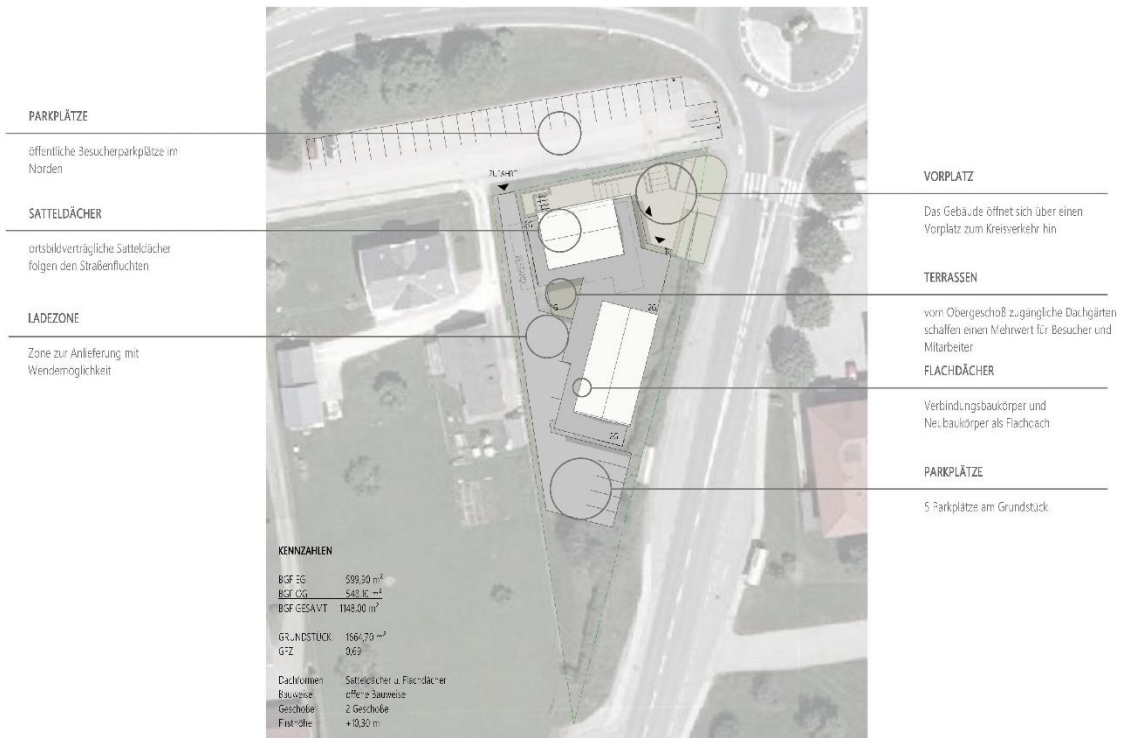 PARKPLÄTZE
öffentliche Besucherparkplätze im
Norden
SATTELDÄCHER
ortsbildverträgliche Satteldächer
folgen den Straßenfluchten
LADEZONE
Zone zur Anlieferung mit
Wendemöglichkeit
ZUFAHRT
2G
2G
VORPLATZ
Das Gebäude öffnet sich über einen
Vorplatz zum Kreisverkehr hin
TERRASSEN
vom Obergeschoß zugängliche Dachgärten
schaffen einen Mehrwert für Besucher und
Mitarbeiter
FLACHDÄCHER
Verbindungsbaukörper und
Neubaukörper als Flachdach
PARKPLÄTZE
5 Parkplätze am Grundstück
KENNZAHLEN
BGF EG 599,90 m²
BGF OG 548,10 m²
BGF GESAMT 1148,00 m²
GRUNDSTÜCK 1664,70 m²
GFZ 0,69
Dachformen Satteldächer u. Flachdächer
Bauweise offene Bauweise
Geschoße 2 Geschoße
Firsthöhe +10,30 m